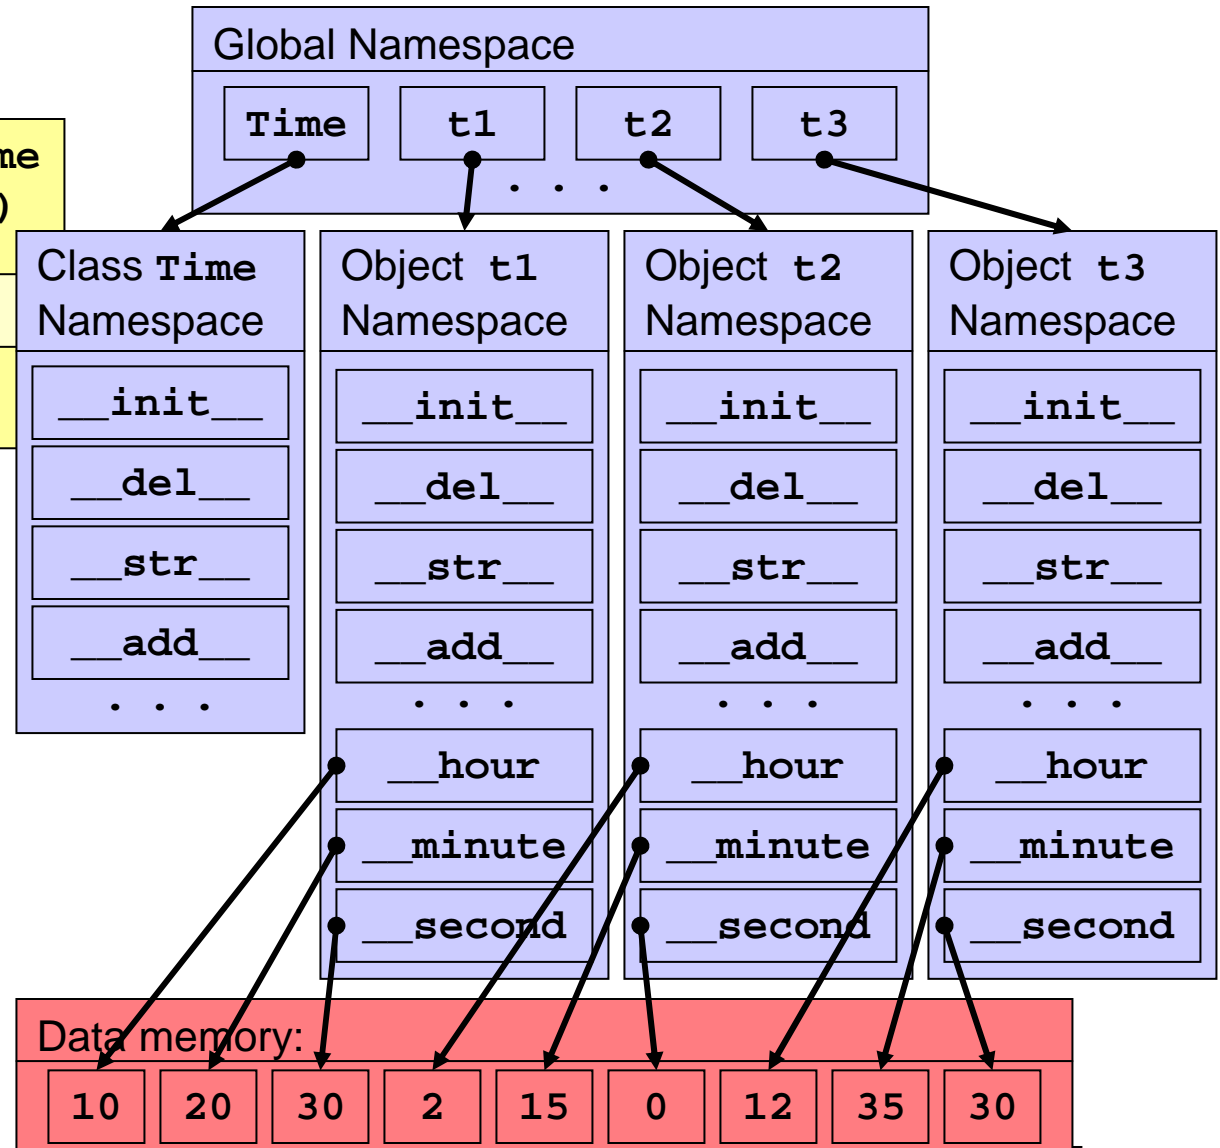 Global Namespace
Time t1 t2 t3
. . .
me
)
Class Time
Namespace
__init__
__del__
__str__
__add__
. . .
Object t1
Namespace
__init__
__del__
__str__
__add__
. . .
__hour
__minute
__second
Object t2
Namespace
__init__
__del__
__str__
__add__
. . .
__hour
__minute
__second
Object t3
Namespace
__init__
__del__
__str__
__add__
. . .
__hour
__minute
__second
Data memory:
10 20 30 2 15 0 12 35 30